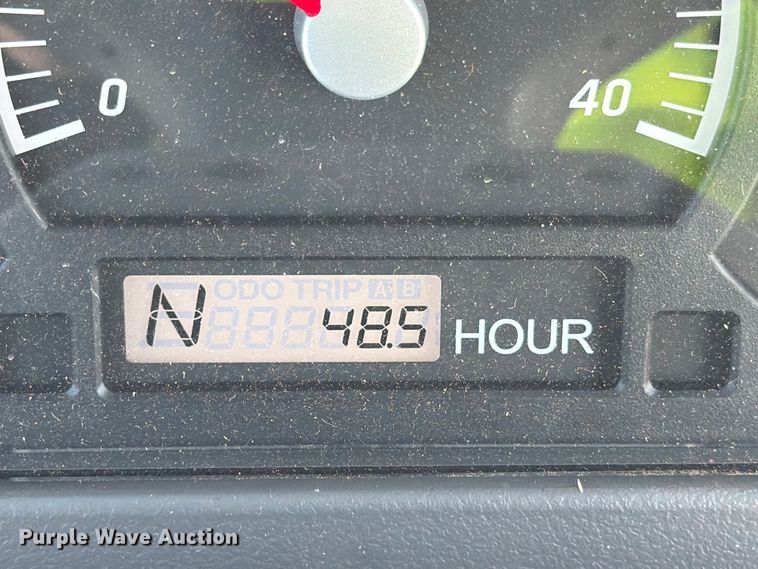 0 40
ODO TRIP A B
N 48.5 HOUR
Purple Wave Auction